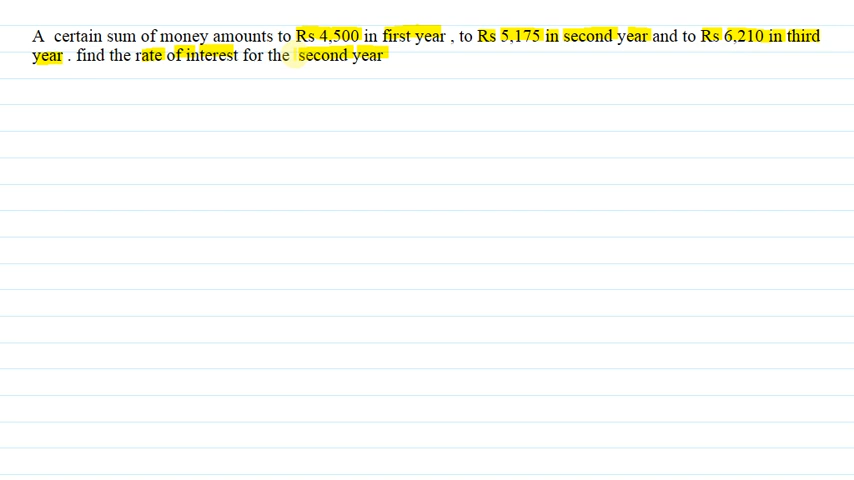 A certain sum of money amounts to Rs 4,500 in first year , to Rs 5,175 in second year and to Rs 6,210 in third
year . find the rate of interest for the second year